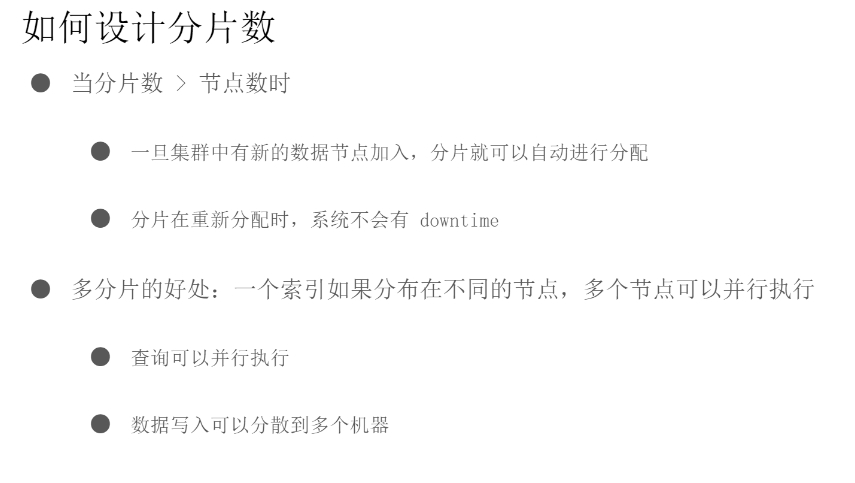 如何设计分片数
● 当分片数 > 节点数时
● 一旦集群中有新的数据节点加入，分片就可以自动进行分配
● 分片在重新分配时，系统不会有 downtime
● 多分片的好处：一个索引如果分布在不同的节点，多个节点可以并行执行
● 查询可以并行执行
● 数据写入可以分散到多个机器